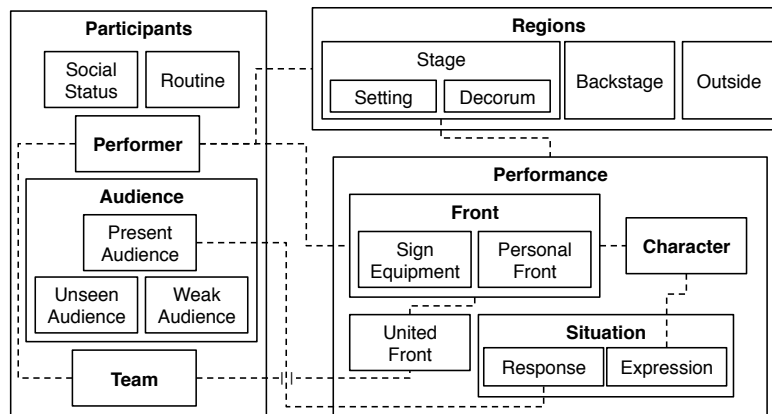 Participants
Social
Status
Routine
Performer
Audience
Present
Audience
Unseen
Audience
Weak
Audience
Team
Regions
Stage
Setting
Decorum
Backstage
Outside
Performance
Front
Sign
Equipment
Personal
Front
Character
United
Front
Situation
Response
Expression